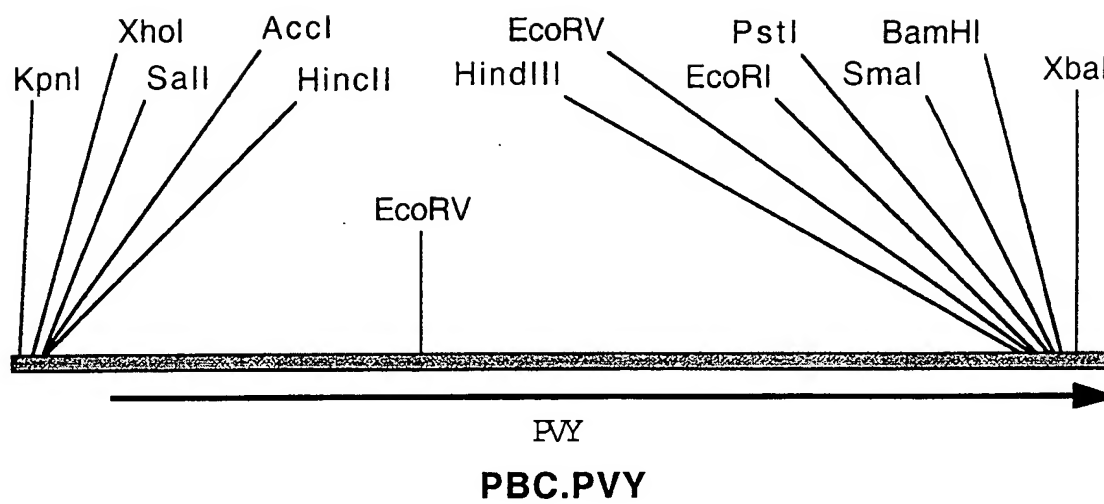 XhoI AccI EcoRV PstI BamHI
KpnI SalI HincII HindIII EcoRI SmaI XbaI
EcoRV
PVY
PBC.PVY